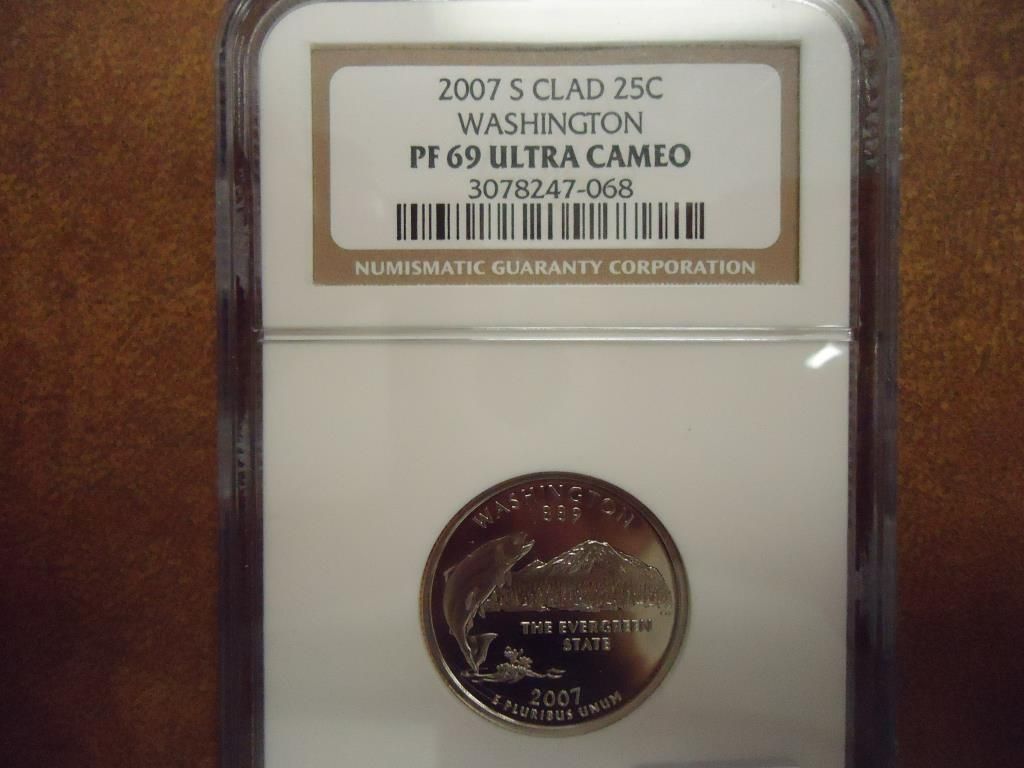 2007 S CLAD 25C
WASHINGTON
PF 69 ULTRA CAMEO
3078247-068
NUMISMATIC GUARANTY CORPORATION
WASHINGTON
1889
THE EVERGREEN
STATE
2007
E PLURIBUS UNUM